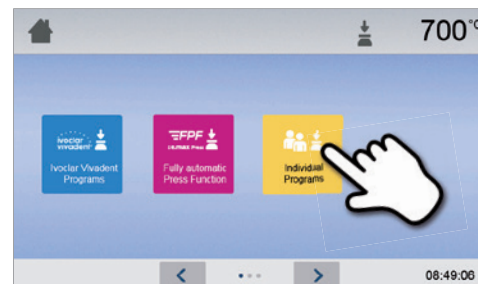 700 °C
ivoclar
vivadent
FPF
Ivoclar Vivadent
Programs
Fully automatic
Press Function
Individual
Programs
08:49:06